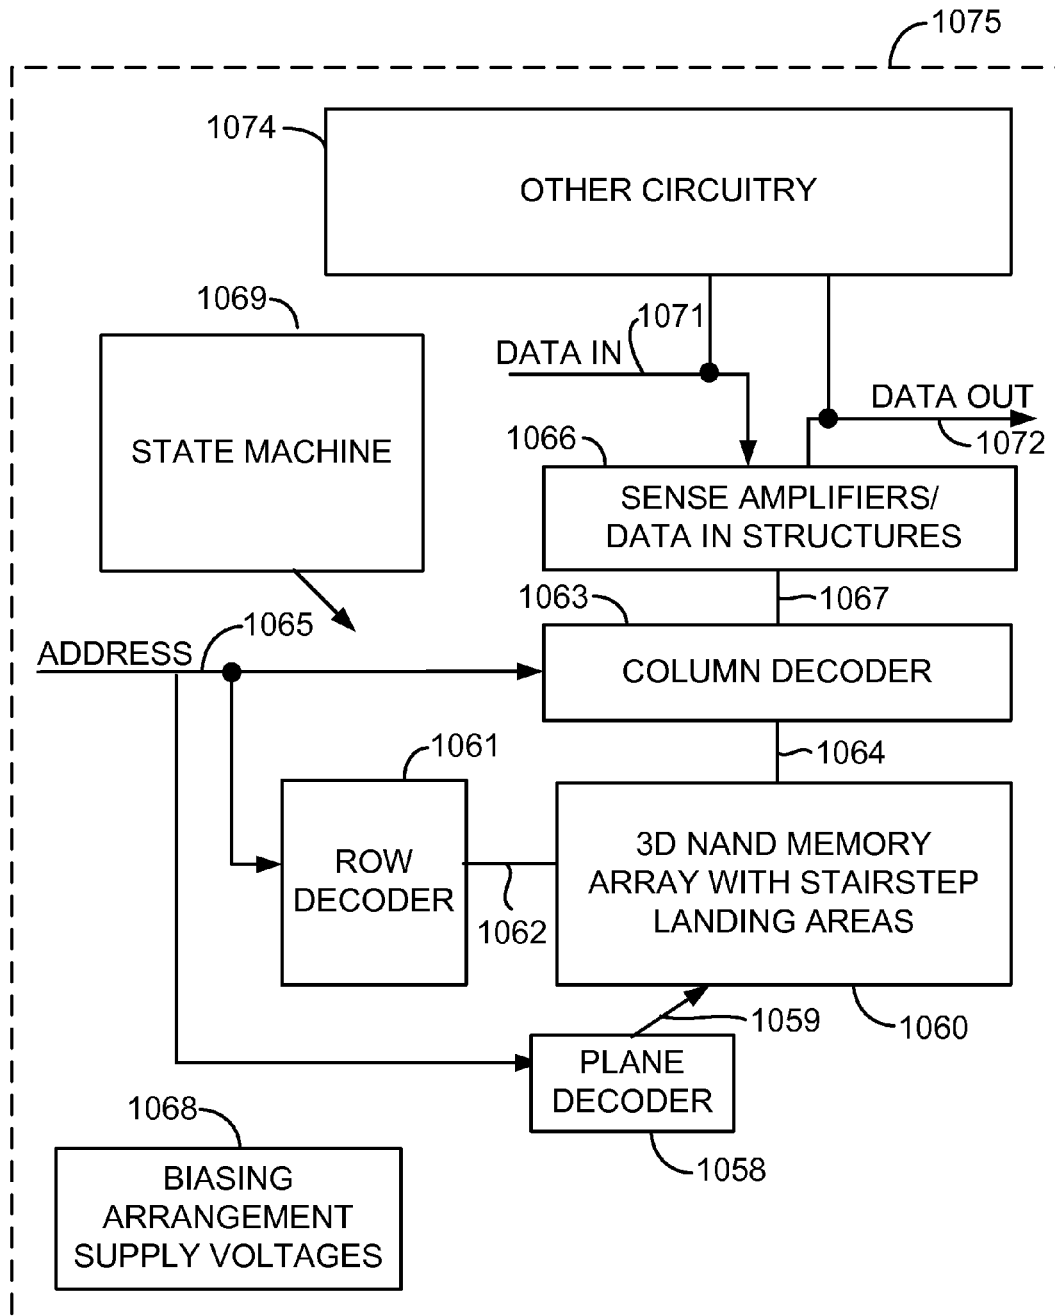 1075
1074
OTHER CIRCUITRY
1069
1071
DATA IN
STATE MACHINE
DATA OUT
1072
1066
SENSE AMPLIFIERS/
DATA IN STRUCTURES
1063
1067
1065
ADDRESS
COLUMN DECODER
1064
1061
ROW
DECODER
1062
3D NAND MEMORY
ARRAY WITH STAIRSTEP
LANDING AREAS
1059
1060
PLANE
DECODER
1058
1068
BIASING
ARRANGEMENT
SUPPLY VOLTAGES